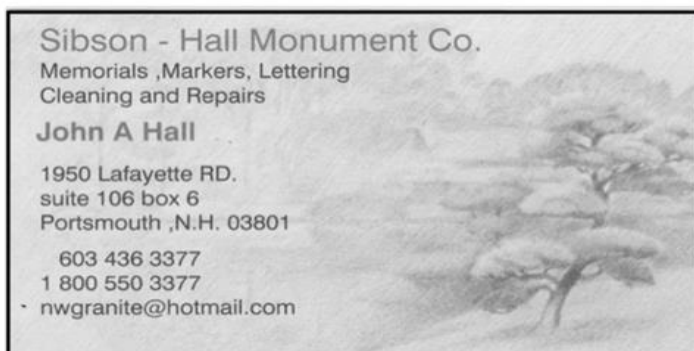 Sibson - Hall Monument Co.
Memorials ,Markers, Lettering
Cleaning and Repairs
John A Hall
1950 Lafayette RD.
suite 106 box 6
Portsmouth ,N.H. 03801
603 436 3377
1 800 550 3377
nwgranite@hotmail.com